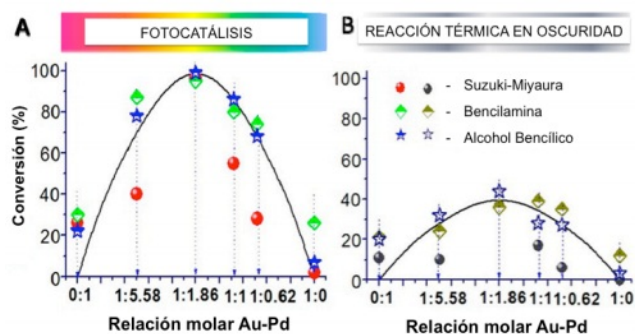 A
FOTOCATÁLISIS
Conversión (%)
100
80
60
40
20
0
0:1 1:5.58 1:1.86 1:1 1:0.62 1:0
Relación molar Au-Pd
B
REACCIÓN TÉRMICA EN OSCURIDAD
100
80
60
40
20
0
- Suzuki-Miyaura
- Bencilamina
- Alcohol Bencílico
0:1 1:5.58 1:1.86 1:11:0.62 1:0
Relación molar Au-Pd